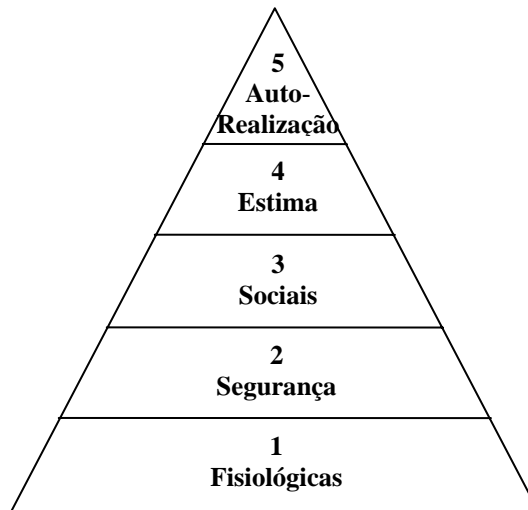 5
Auto-
Realização
4
Estima
3
Sociais
2
Segurança
1
Fisiológicas